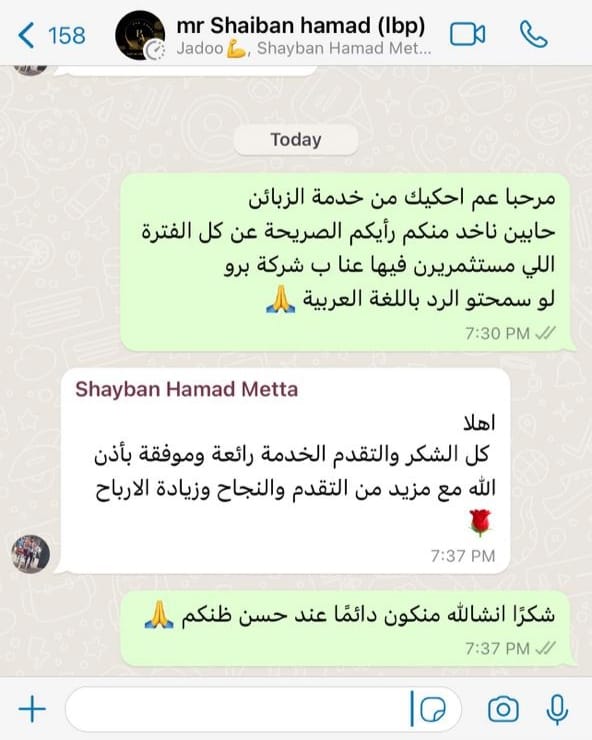 158
mr Shaiban hamad (lbp)
Jadoo💪, Shayban Hamad Met...
Today
مرحبا عم احكيك من خدمة الزبائن
حابين ناخد منكم رأيكم الصريحة عن كل الفترة
اللي مستثمريرن فيها عنا ب شركة برو
لو سمحتو الرد باللغة العربية 🙏
7:30 PM
Shayban Hamad Metta
اهلا
كل الشكر والتقدم الخدمة رائعة وموفقة بأذن
الله مع مزيد من التقدم والنجاح وزيادة الارباح
🌹
7:37 PM
شكرًا انشالله منكون دائمًا عند حسن ظنكم 🙏
7:37 PM